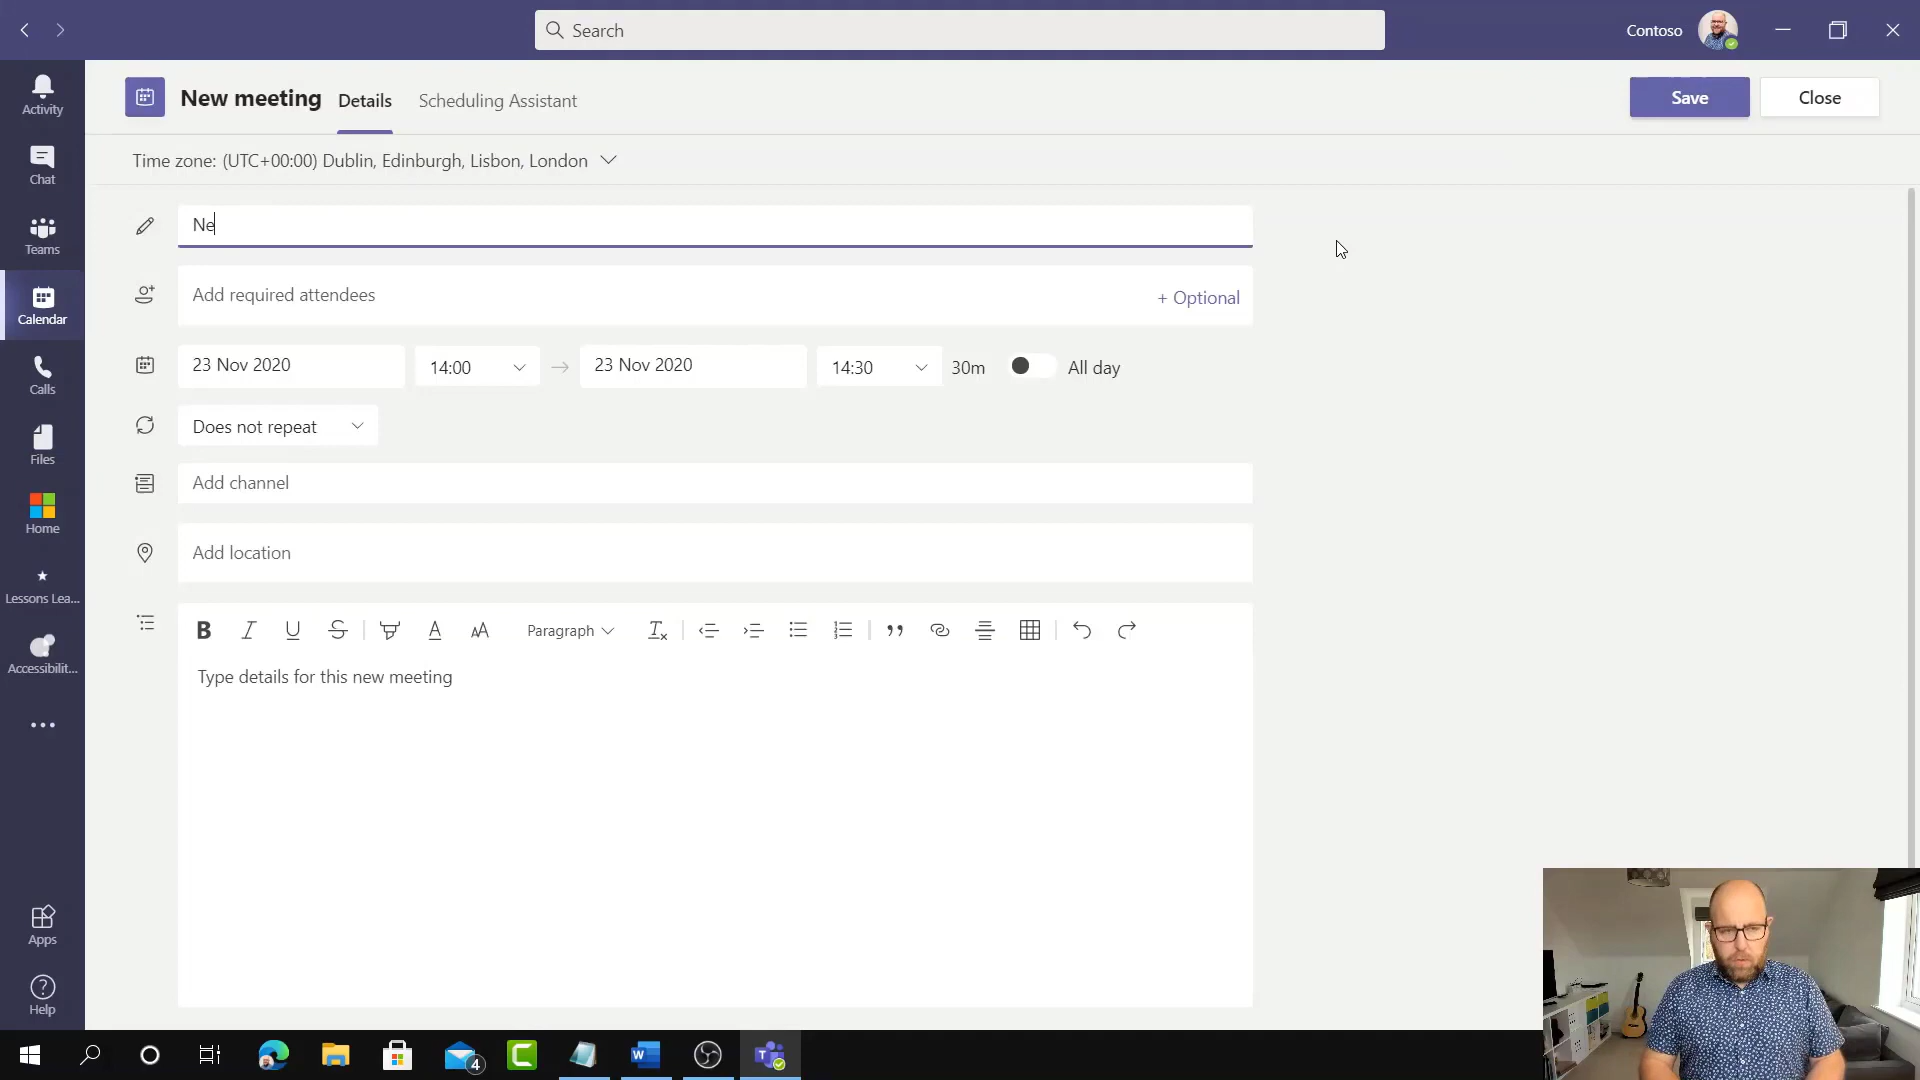 Search
Contoso
Activity
Chat
Teams
Calendar
Calls
Files
Home
Lessons Lea...
Accessibilit...
Apps
Help
New meeting
Details
Scheduling Assistant
Save
Close
Time zone: (UTC+00:00) Dublin, Edinburgh, Lisbon, London
Ne
Add required attendees
+ Optional
23 Nov 2020
14:00
23 Nov 2020
14:30
30m
All day
Does not repeat
Add channel
Add location
B I U S A AA Paragraph
Type details for this new meeting
4
W
T